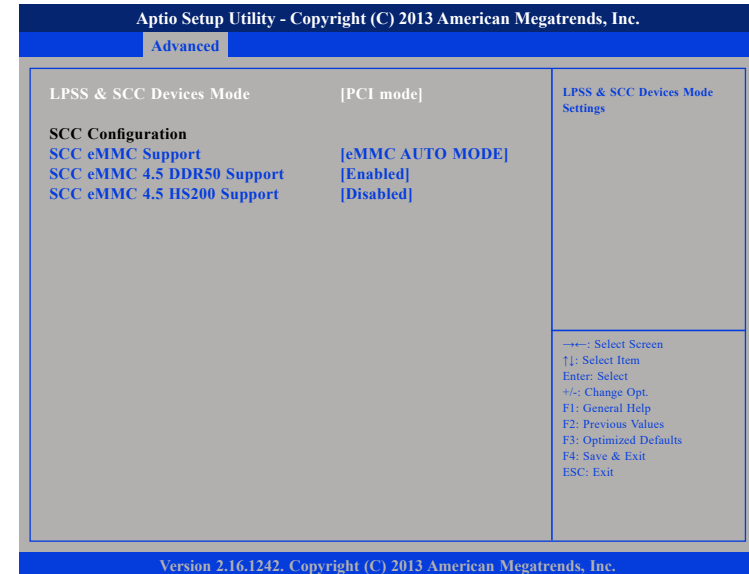 Aptio Setup Utility - Copyright (C) 2013 American Megatrends, Inc.
Advanced
LPSS & SCC Devices Mode [PCI mode]
SCC Configuration
SCC eMMC Support [eMMC AUTO MODE]
SCC eMMC 4.5 DDR50 Support [Enabled]
SCC eMMC 4.5 HS200 Support [Disabled]
LPSS & SCC Devices Mode
Settings
→←: Select Screen
↑↓: Select Item
Enter: Select
+/-: Change Opt.
F1: General Help
F2: Previous Values
F3: Optimized Defaults
F4: Save & Exit
ESC: Exit
Version 2.16.1242. Copyright (C) 2013 American Megatrends, Inc.